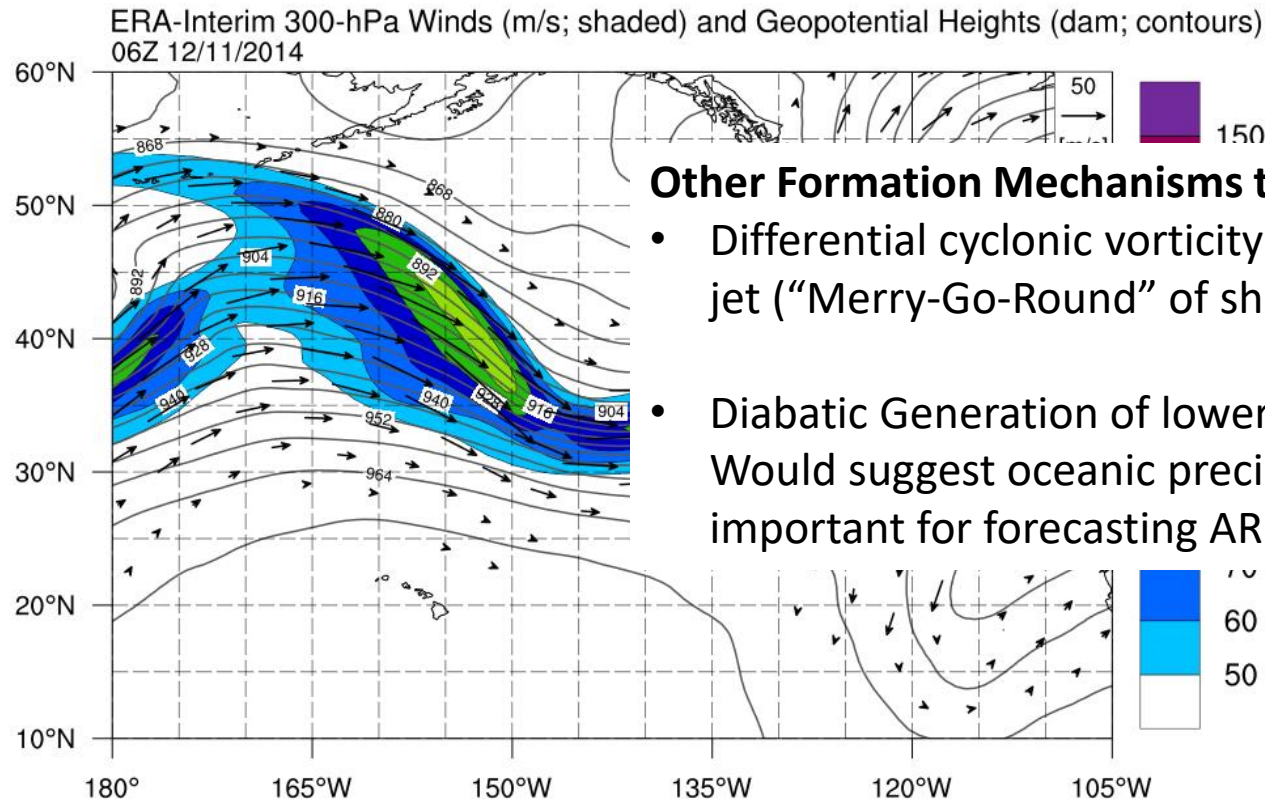 ERA-Interim 300-hPa Winds (m/s; shaded) and Geopotential Heights (dam; contours)
06Z 12/11/2014
60°N
50°N
40°N
30°N
20°N
10°N
180°
165°W
150°W
135°W
120°W
105°W
868
868
880
892
892
904
916
928
940
940
928
916
904
952
964
50
150
Other Formation Mechanisms t
• Differential cyclonic vorticity
jet (“Merry-Go-Round” of sh
• Diabatic Generation of lower
Would suggest oceanic preci
important for forecasting AR
70
60
50